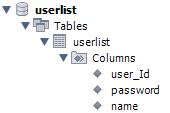 userlist
Tables
userlist
Columns
user_Id
password
name